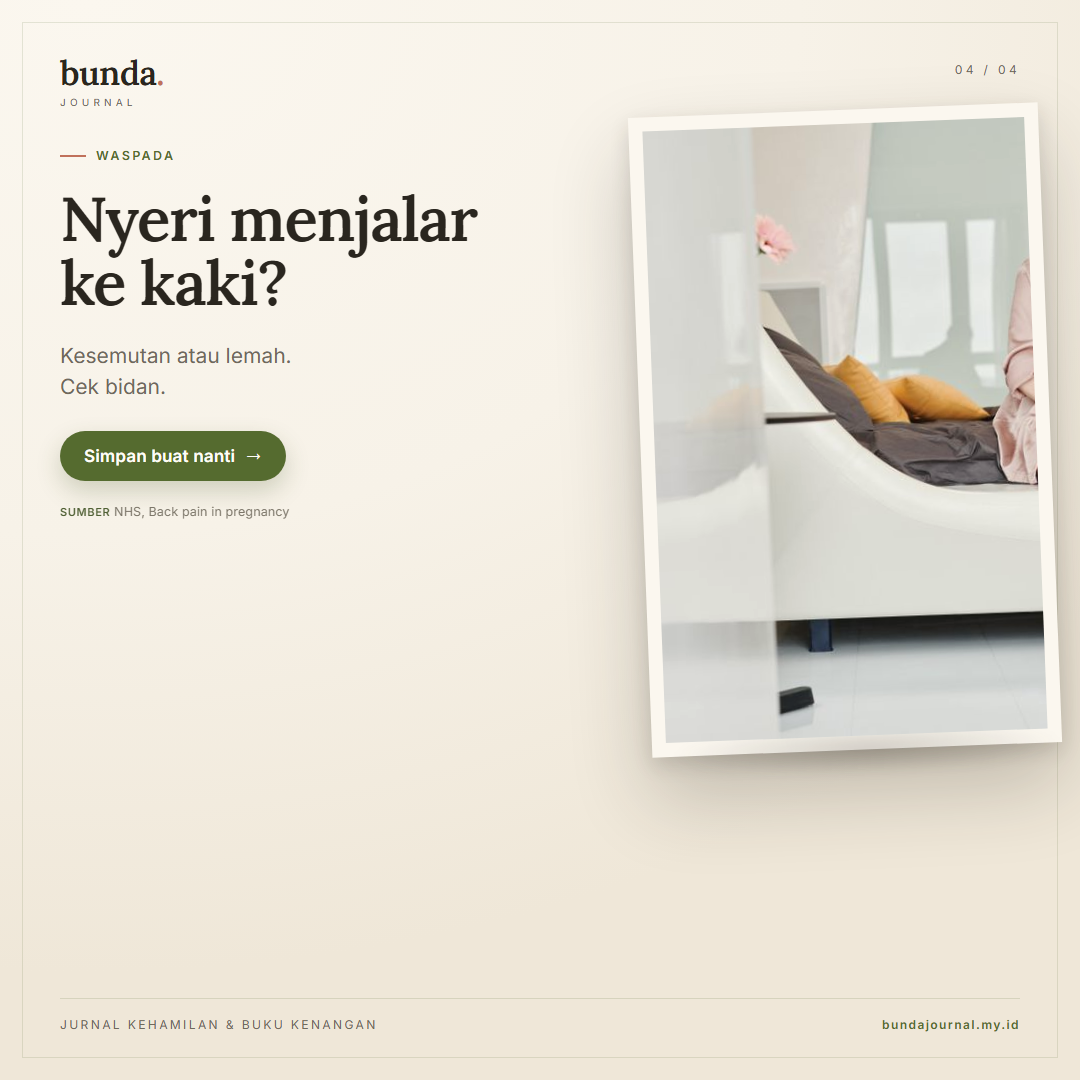 bunda.
JOURNAL
04 / 04
WASPADA
Nyeri menjalar
ke kaki?
Kesemutan atau lemah.
Cek bidan.
Simpan buat nanti →
SUMBER NHS, Back pain in pregnancy
JURNAL KEHAMILAN & BUKU KENANGAN
bundajournal.my.id